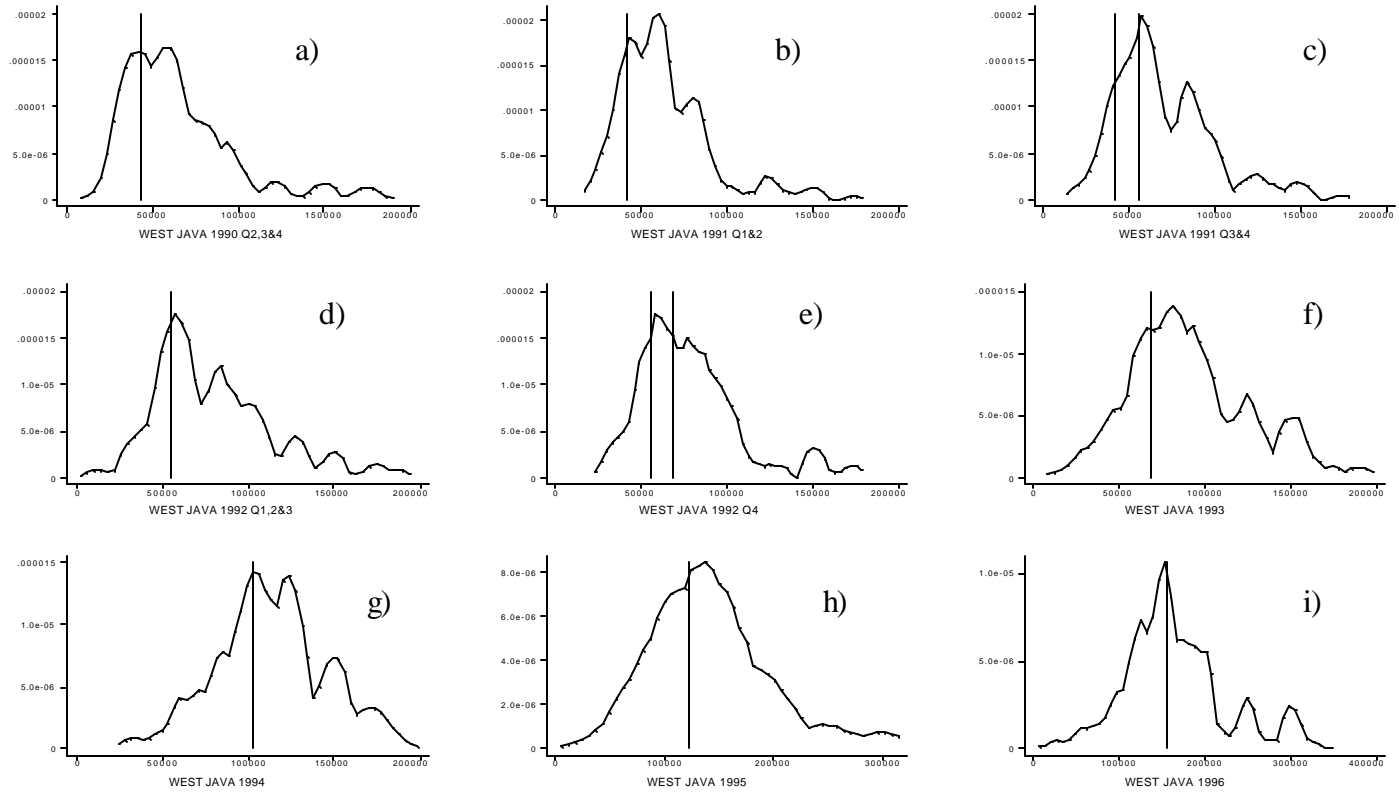 .00002
.000015
.00001
5.0e-06
0
0 50000 100000 150000 200000
WEST JAVA 1990 Q2,3&4
a)
.00002
.000015
.00001
5.0e-06
0
0 50000 100000 150000 200000
WEST JAVA 1991 Q1&2
b)
.00002
.000015
.00001
5.0e-06
0
0 50000 100000 150000 200000
WEST JAVA 1991 Q3&4
c)
.00002
.000015
1.0e-05
5.0e-06
0
0 50000 100000 150000 200000
WEST JAVA 1992 Q1,2&3
d)
.00002
.000015
1.0e-05
5.0e-06
0
0 50000 100000 150000 200000
WEST JAVA 1992 Q4
e)
.000015
1.0e-05
5.0e-06
0
0 50000 100000 150000 200000
WEST JAVA 1993
f)
.000015
1.0e-05
5.0e-06
0
0 50000 100000 150000 200000
WEST JAVA 1994
g)
8.0e-06
6.0e-06
4.0e-06
2.0e-06
0
0 100000 200000 300000
WEST JAVA 1995
h)
1.0e-05
5.0e-06
0
0 100000 200000 300000 400000
WEST JAVA 1996
i)